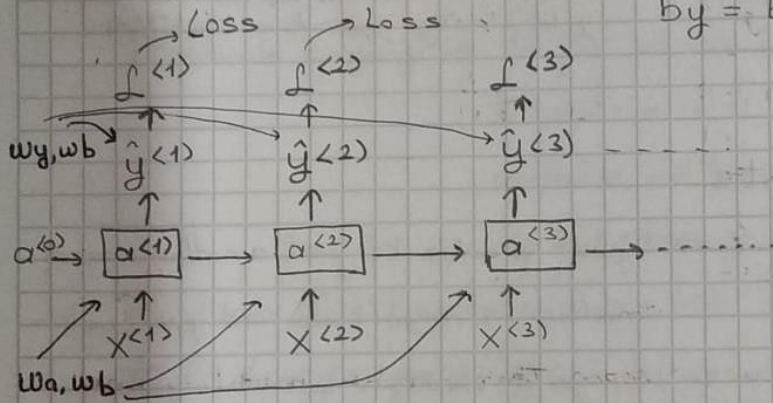 Loss Loss by =
L<1> L<2> L<3>
wy,wb ŷ<1> ŷ<2> ŷ<3> -----
a<0> a<1> a<2> a<3> ------
x<1> x<2> x<3>
wa,wb